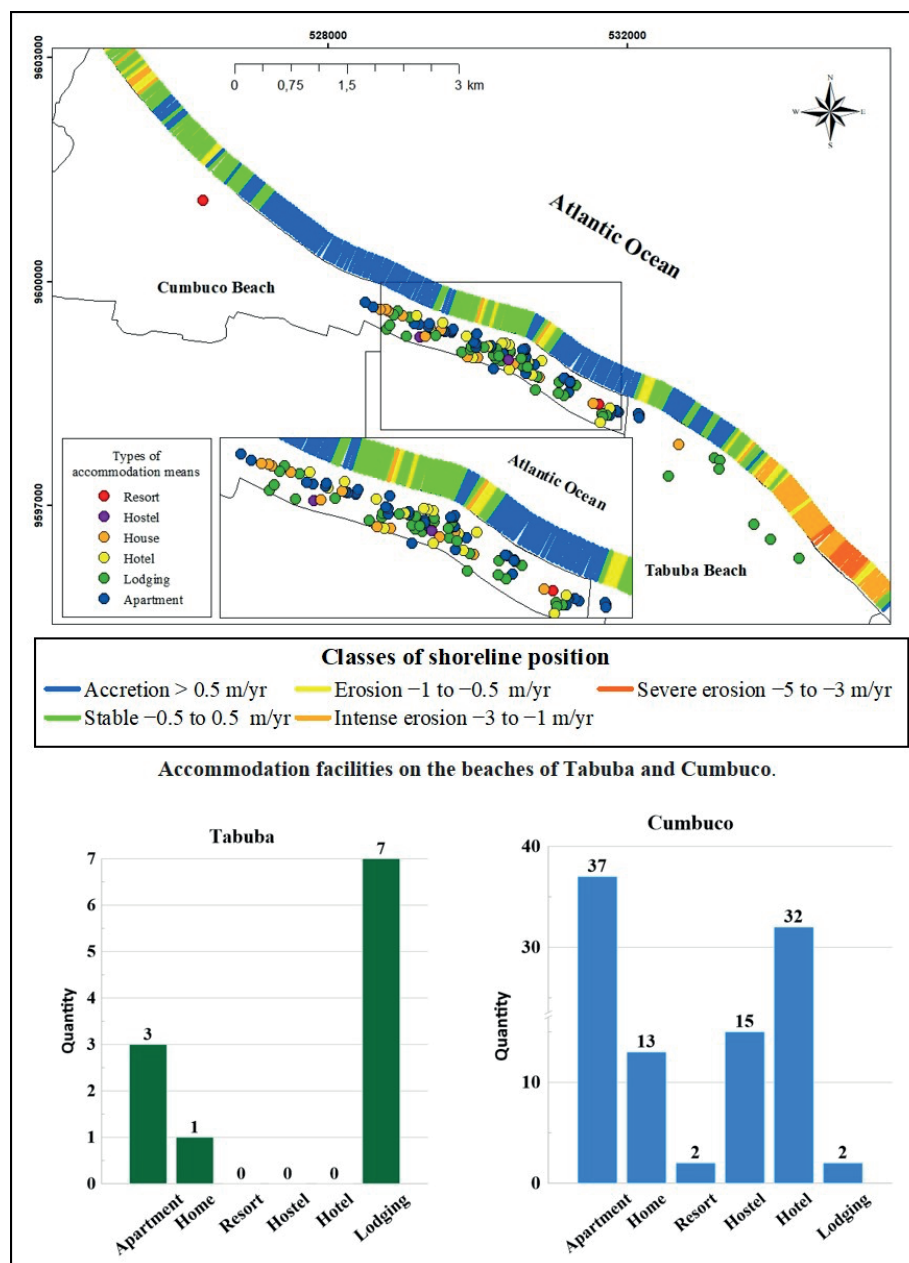 528000
532000
9603000
0 0,75 1,5 3 km
N
W E
S
Atlantic Ocean
9600000
Cumbuco Beach
Types of
accommodation means
Resort
Hostel
House
Hotel
Lodging
Apartment
9597000
Atlantic Ocean
Tabuba Beach
Classes of shoreline position
Accretion > 0.5 m/yr
Erosion −1 to −0.5 m/yr
Severe erosion −5 to −3 m/yr
Stable −0.5 to 0.5 m/yr
Intense erosion −3 to −1 m/yr
Accommodation facilities on the beaches of Tabuba and Cumbuco.
Tabuba
Quantity
7
6
5
4
3
2
1
0
3
1
0
0
0
7
Apartment
Home
Resort
Hostel
Hotel
Lodging
Cumbuco
Quantity
40
30
10
0
37
13
2
15
32
2
Apartment
Home
Resort
Hostel
Hotel
Lodging